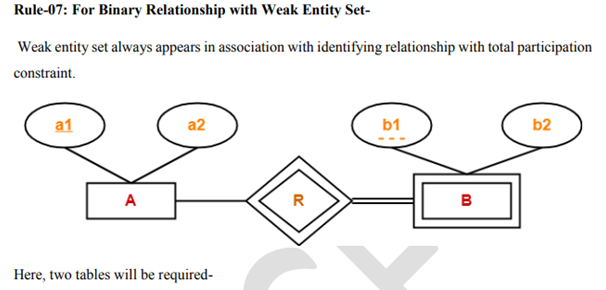 Rule-07: For Binary Relationship with Weak Entity Set-
Weak entity set always appears in association with identifying relationship with total participation
constraint.
a1 a2 b1 b2
A R B
Here, two tables will be required-